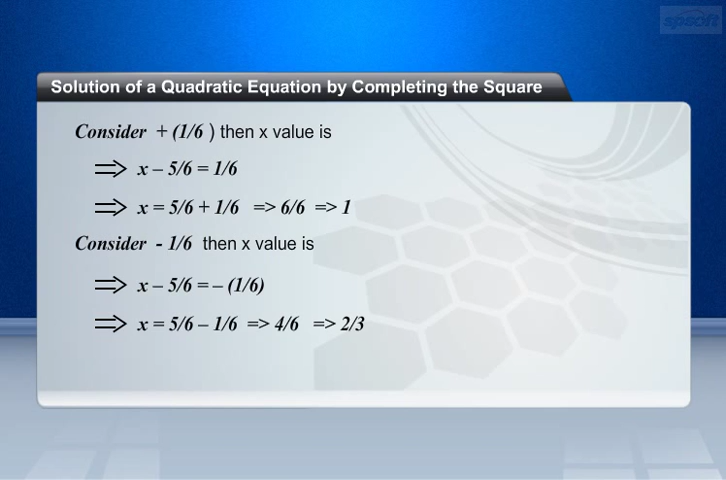 spsoft
Solution of a Quadratic Equation by Completing the Square
Consider + (1/6 ) then x value is
⟹ x – 5/6 = 1/6
⟹ x = 5/6 + 1/6 => 6/6 => 1
Consider - 1/6 then x value is
⟹ x – 5/6 = – (1/6)
⟹ x = 5/6 – 1/6 => 4/6 => 2/3